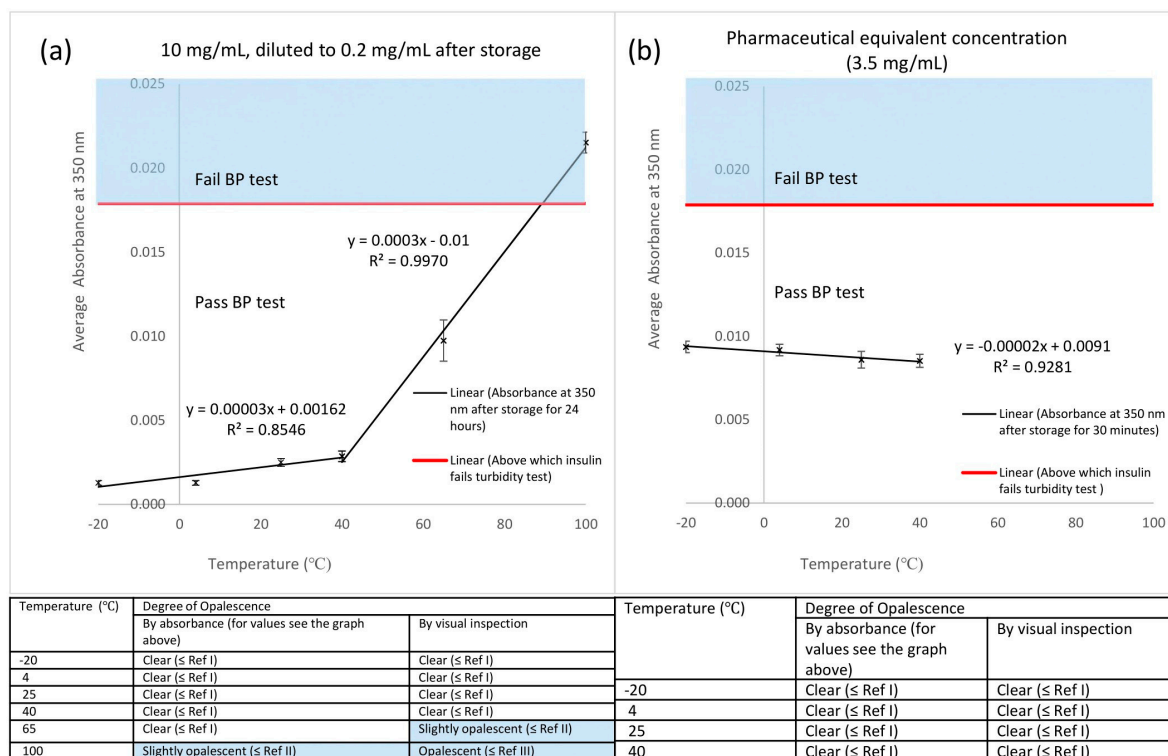 (a)
10 mg/mL, diluted to 0.2 mg/mL after storage
Average Absorbance at 350 nm
0.025
0.020
0.015
0.010
0.005
0.000
Fail BP test
y = 0.0003x - 0.01
R² = 0.9970
Pass BP test
y = 0.00003x + 0.00162
R² = 0.8546
Linear (Absorbance at 350
nm after storage for 24
hours)
Linear (Above which insulin
fails turbidity test)
-20 0 20 40 60 80 100
Temperature (℃)
(b)
Pharmaceutical equivalent concentration
(3.5 mg/mL)
Average Absorbance at 350 nm
0.025
0.020
0.015
0.010
0.005
0.000
Fail BP test
Pass BP test
y = -0.00002x + 0.0091
R² = 0.9281
Linear (Absorbance at 350 nm
after storage for 30 minutes)
Linear (Above which insulin
fails turbidity test )
-20 0 20 40 60 80 100
Temperature (℃)
Temperature (℃) Degree of Opalescence
By absorbance (for values see the graph
above) By visual inspection
-20 Clear (≤ Ref I) Clear (≤ Ref I)
4 Clear (≤ Ref I) Clear (≤ Ref I)
25 Clear (≤ Ref I) Clear (≤ Ref I)
40 Clear (≤ Ref I) Clear (≤ Ref I)
65 Clear (≤ Ref I) Slightly opalescent (≤ Ref II)
100 Slightly opalescent (≤ Ref II) Opalescent (≤ Ref III)
Temperature (℃) Degree of Opalescence
By absorbance (for By visual inspection
values see the graph
above)
-20 Clear (≤ Ref I) Clear (≤ Ref I)
4 Clear (≤ Ref I) Clear (≤ Ref I)
25 Clear (≤ Ref I) Clear (≤ Ref I)
40 Clear (≤ Ref I) Clear (≤ Ref I)